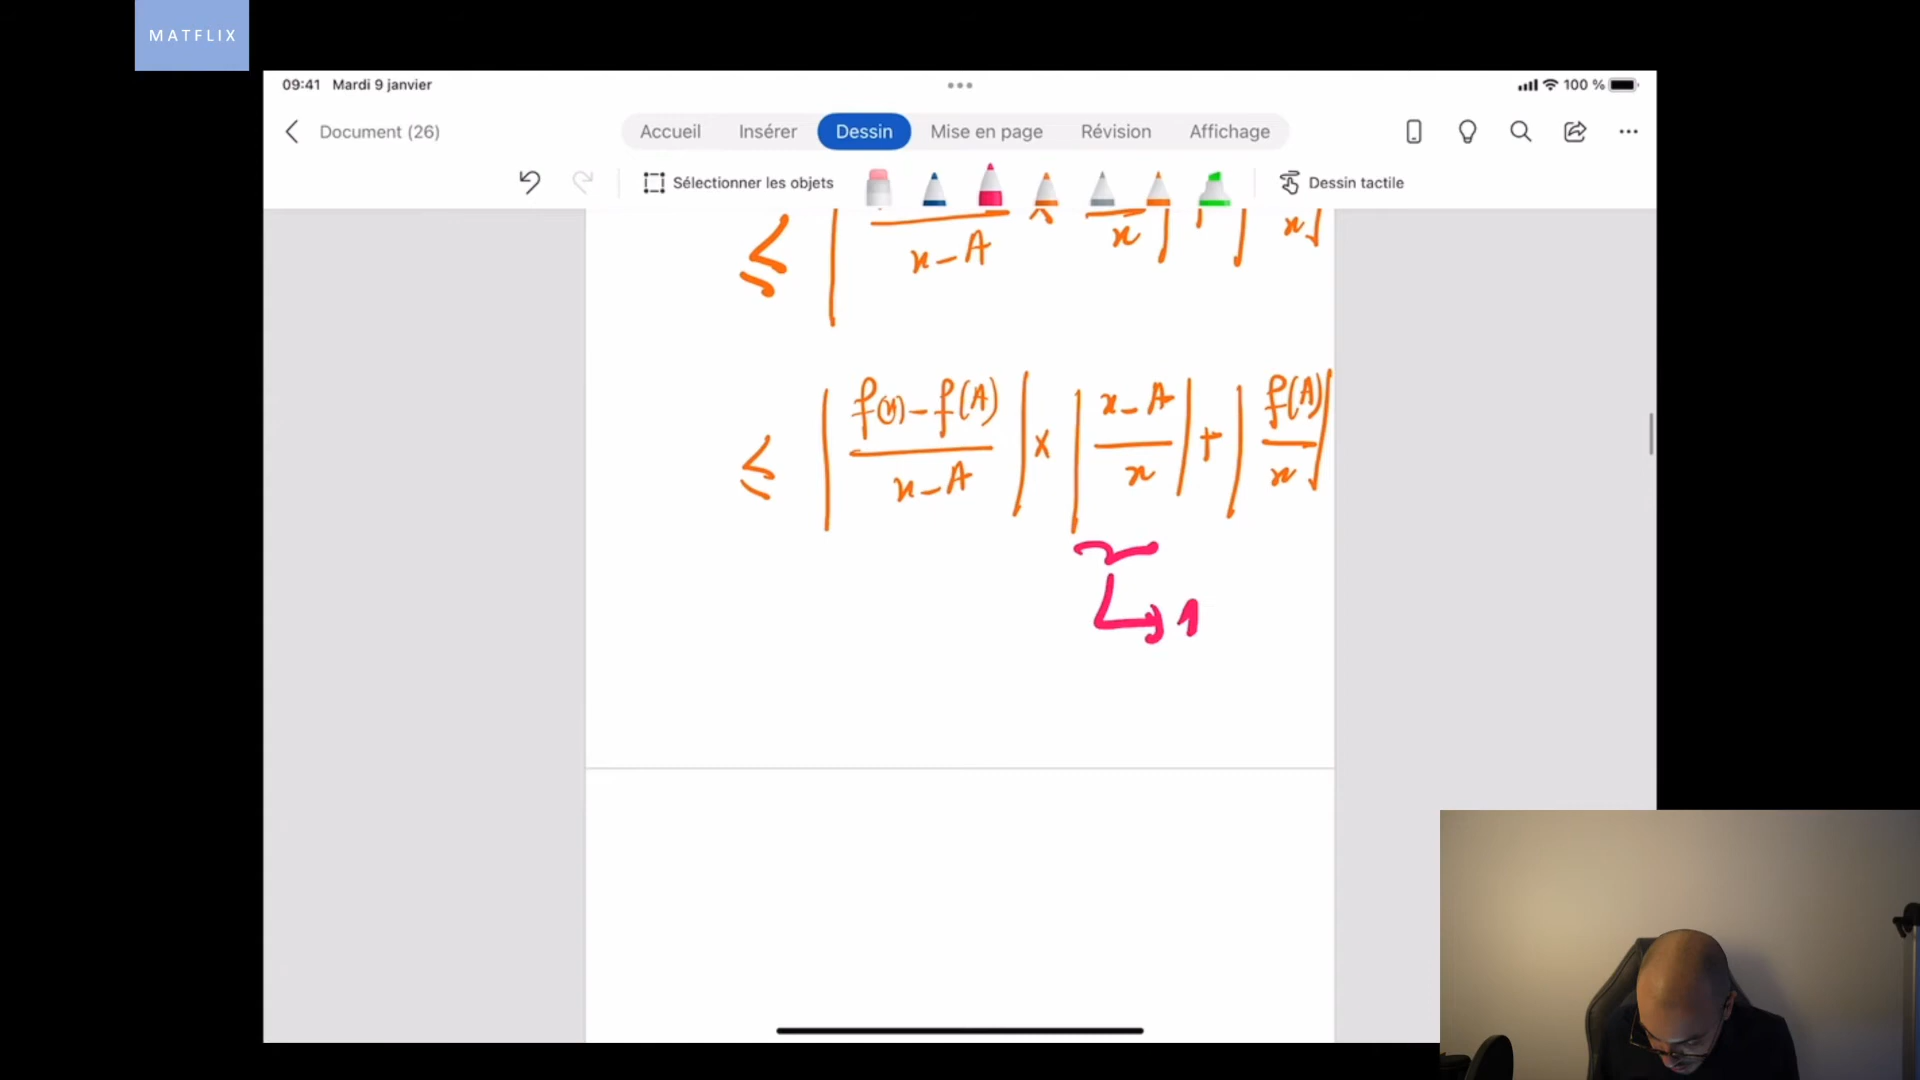 MATFLIX
09:41 Mardi 9 janvier
100 %
Document (26)
Accueil Insérer Dessin Mise en page Révision Affichage
Sélectionner les objets
Dessin tactile
≤ | / x-A × / x | + | / x |
≤ | f(x)-f(A) / x-A | × | x-A / x | + | f(A) / x |
↳ 1